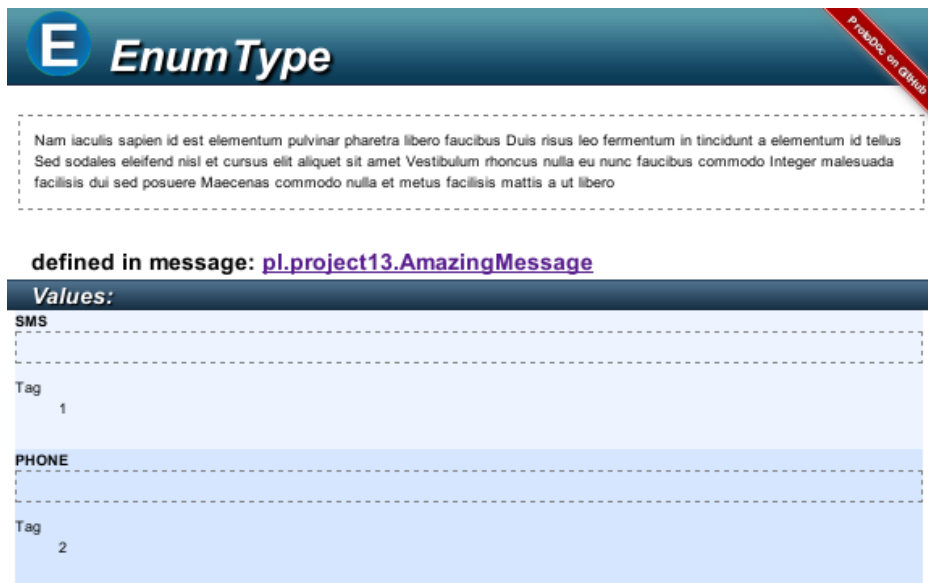 E EnumType
ProtoDoc on GitHub
Nam iaculis sapien id est elementum pulvinar pharetra libero faucibus Duis risus leo fermentum in tincidunt a elementum id tellus
Sed sodales eleifend nisl et cursus elit aliquet sit amet Vestibulum rhoncus nulla eu nunc faucibus commodo Integer malesuada
facilisis dui sed posuere Maecenas commodo nulla et metus facilisis mattis a ut libero
defined in message: pl.project13.AmazingMessage
Values:
SMS
Tag
1
PHONE
Tag
2